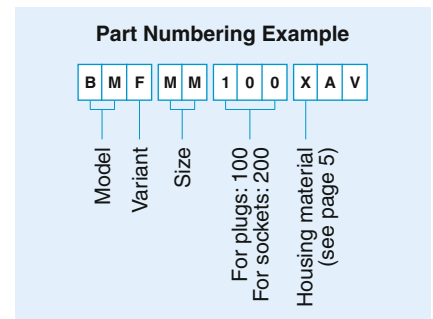 Part Numbering Example
B M F M M 1 0 0 X A V
Model
Variant
Size
For plugs: 100
For sockets: 200
Housing material
(see page 5)